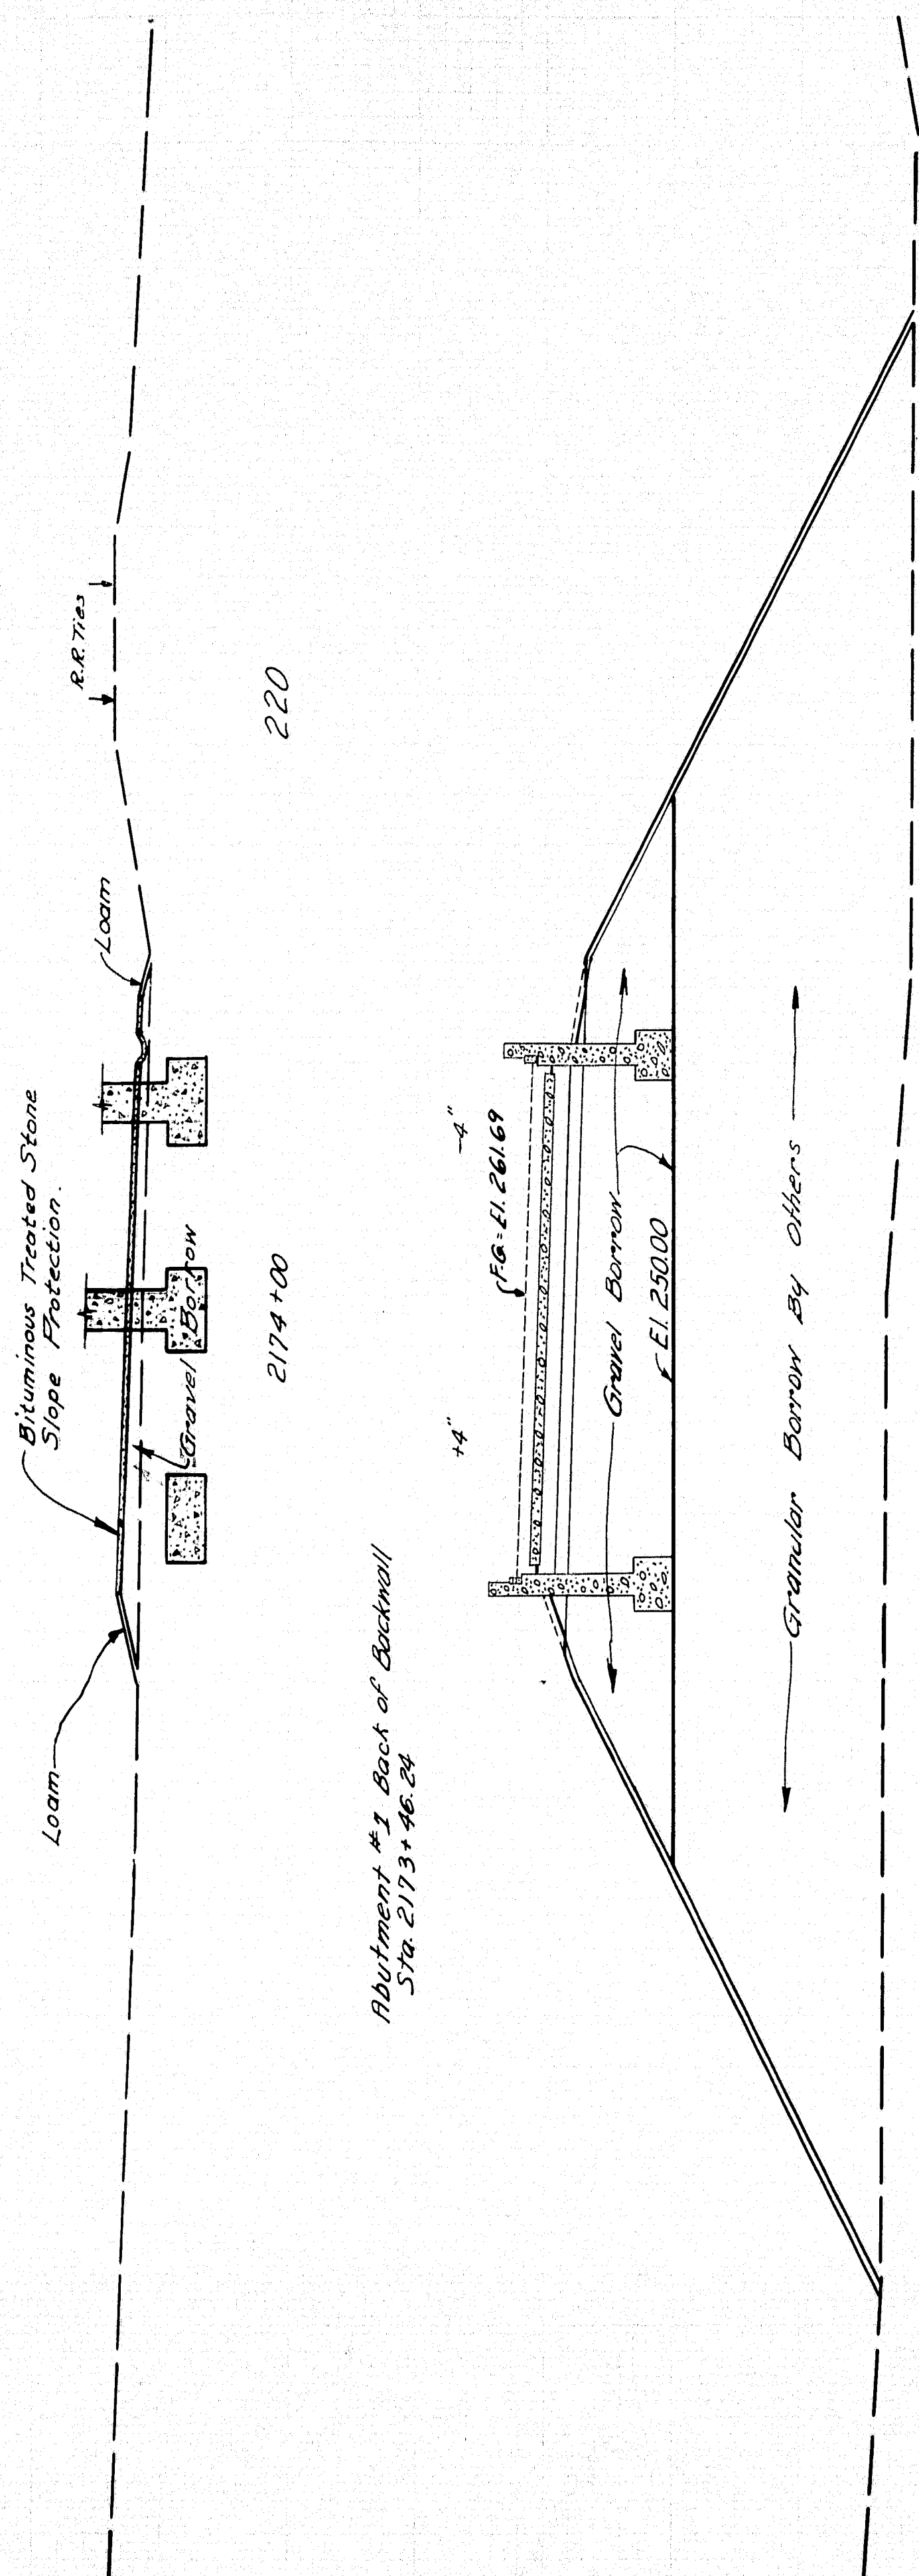 Loam
Bituminous Treated Stone
Slope Protection.
Gravel Borrow
Loam
R.R. Ties
2174+00
220
Abutment #1 Back of Backwall
Sta. 2173+46.24
+4"
-4"
F.G. = El. 261.69
Gravel Borrow
El. 250.00
Granular Borrow By Others